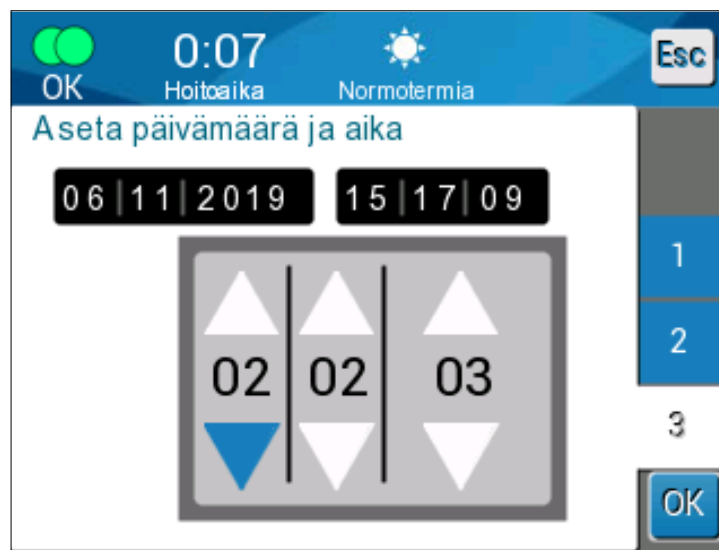 0:07
Esc
OK
Hoitoaika
Normotermia
Aseta päivämäärä ja aika
06|11|2019
15|17|09
1
02
02
03
2
3
OK